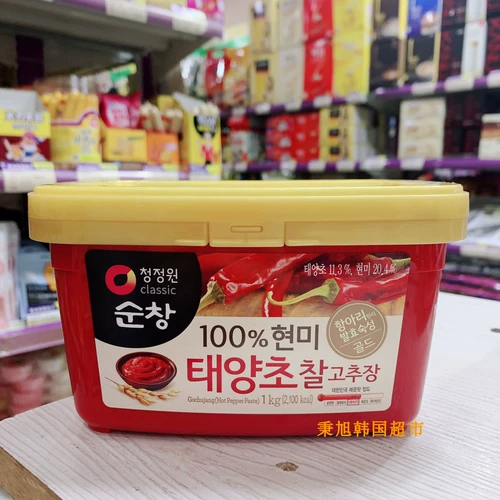 청정원
classic
순창
태양초 11.3%, 현미 20.4%
항아리
발효숙성
골드
100% 현미
태양초찰고추장
Gochujang(Hot Pepper Paste) 1kg (2,100 kcal)
秉旭韩国超市